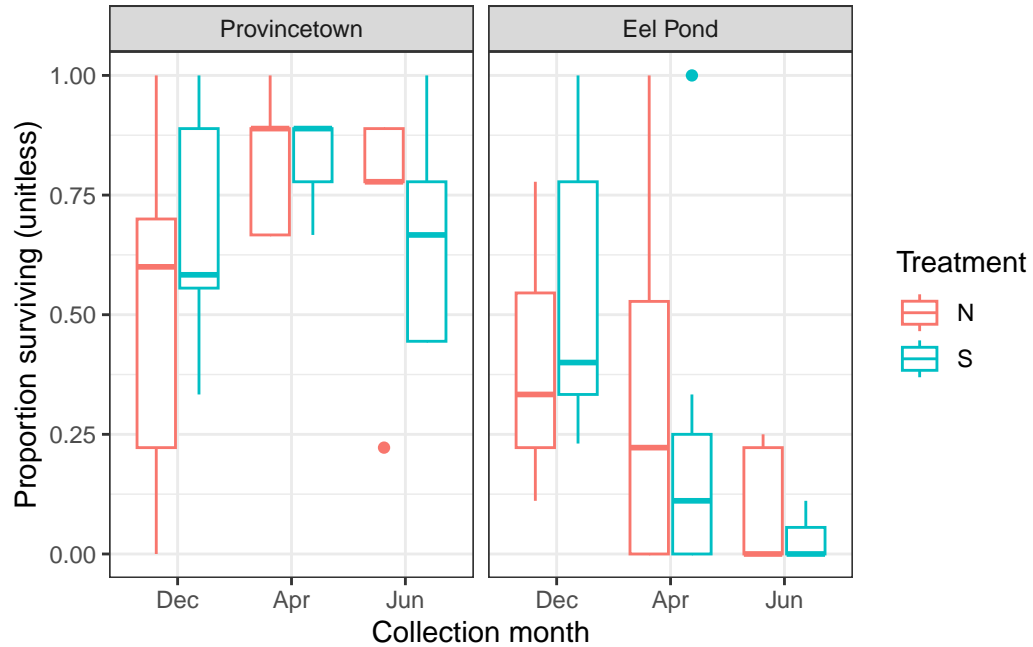 Provincetown
Eel Pond
Proportion surviving (unitless)
1.00
0.75
0.50
0.25
0.00
Dec
Apr
Jun
Dec
Apr
Jun
Collection month
Treatment
N
S